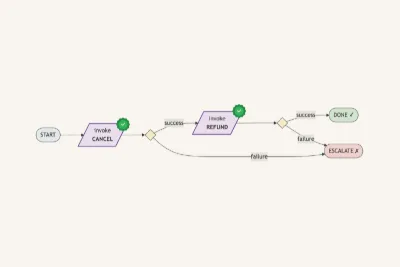 START
Invoke
CANCEL
success
Invoke
REFUND
success
DONE ✓
failure
ESCALATE ✗
failure